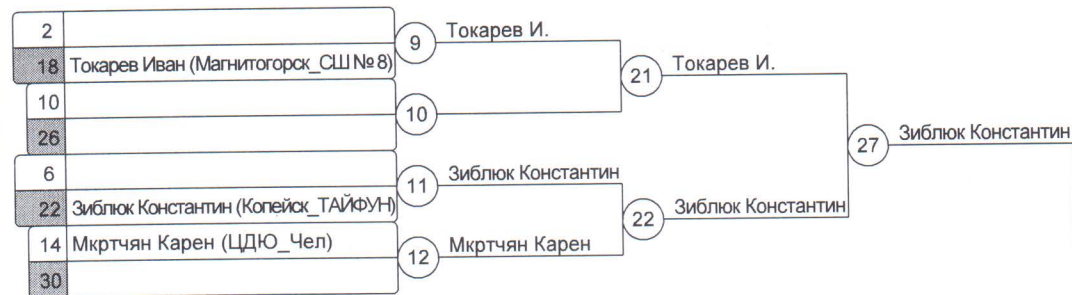 2
18 Токарев Иван (Магнитогорск_СШ № 8)
9 Токарев И.
10
26
10
21 Токарев И.
6
22 Зиблюк Константин (Копейск_ТАЙФУН)
11 Зиблюк Константин
14 Мкртчян Карен (ЦДЮ_Чел)
30
12 Мкртчян Карен
22 Зиблюк Константин
27 Зиблюк Константин